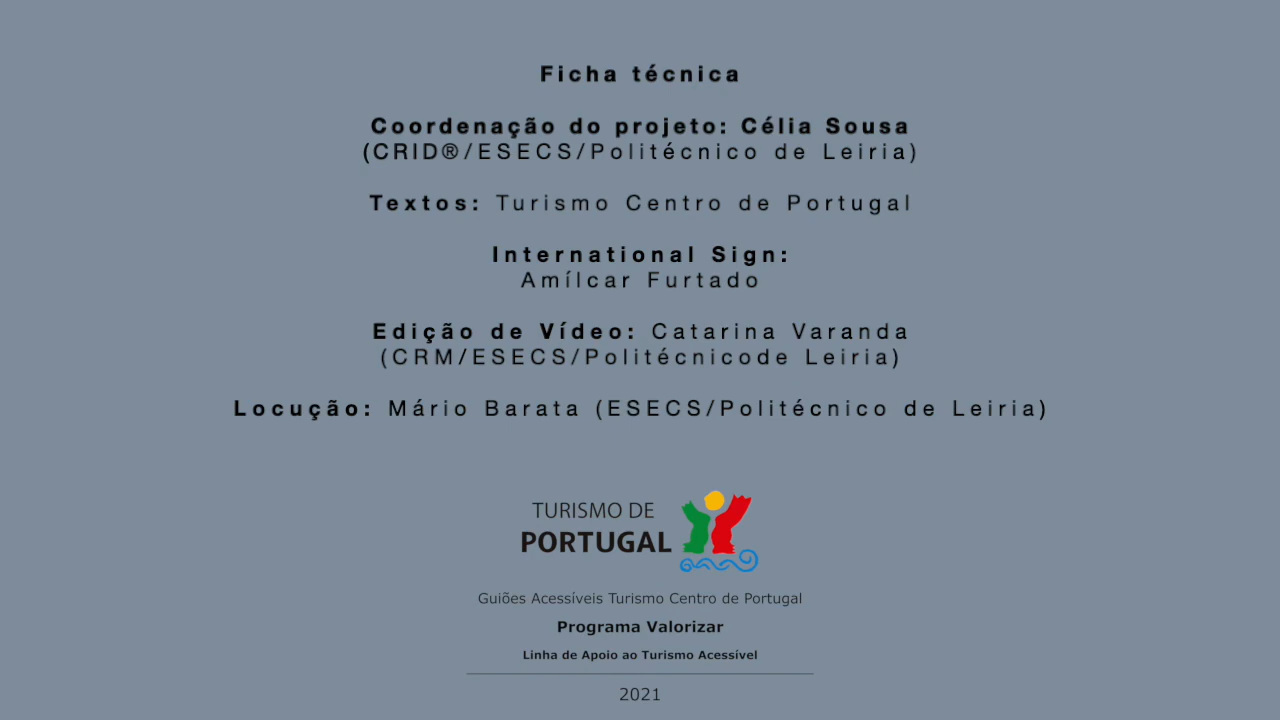 Ficha técnica
Coordenação do projeto: Célia Sousa
(CRID®/ESECS/Politécnico de Leiria)
Textos: Turismo Centro de Portugal
International Sign:
Amílcar Furtado
Edição de Vídeo: Catarina Varanda
(CRM/ESECS/Politécnicode Leiria)
Locução: Mário Barata (ESECS/Politécnico de Leiria)
TURISMO DE
PORTUGAL
Guiões Acessíveis Turismo Centro de Portugal
Programa Valorizar
Linha de Apoio ao Turismo Acessível
2021